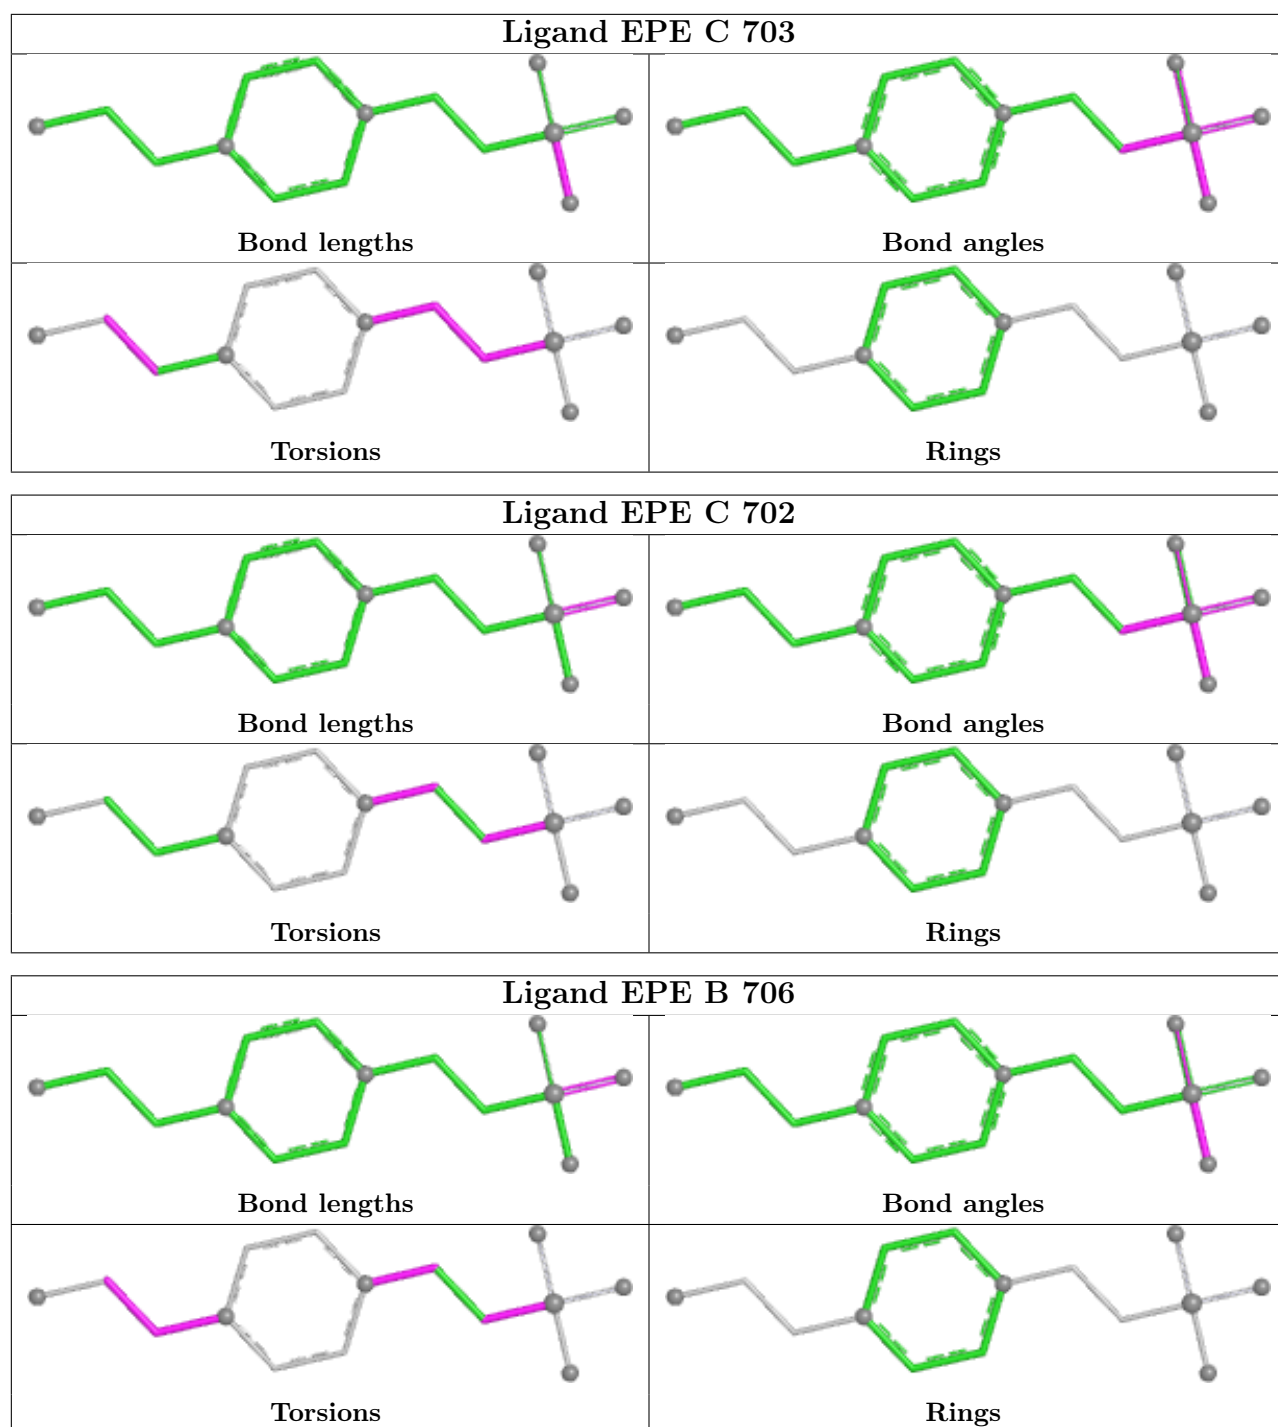 Ligand EPE C 703
Bond lengths
Bond angles
Torsions
Rings
Ligand EPE C 702
Bond lengths
Bond angles
Torsions
Rings
Ligand EPE B 706
Bond lengths
Bond angles
Torsions
Rings